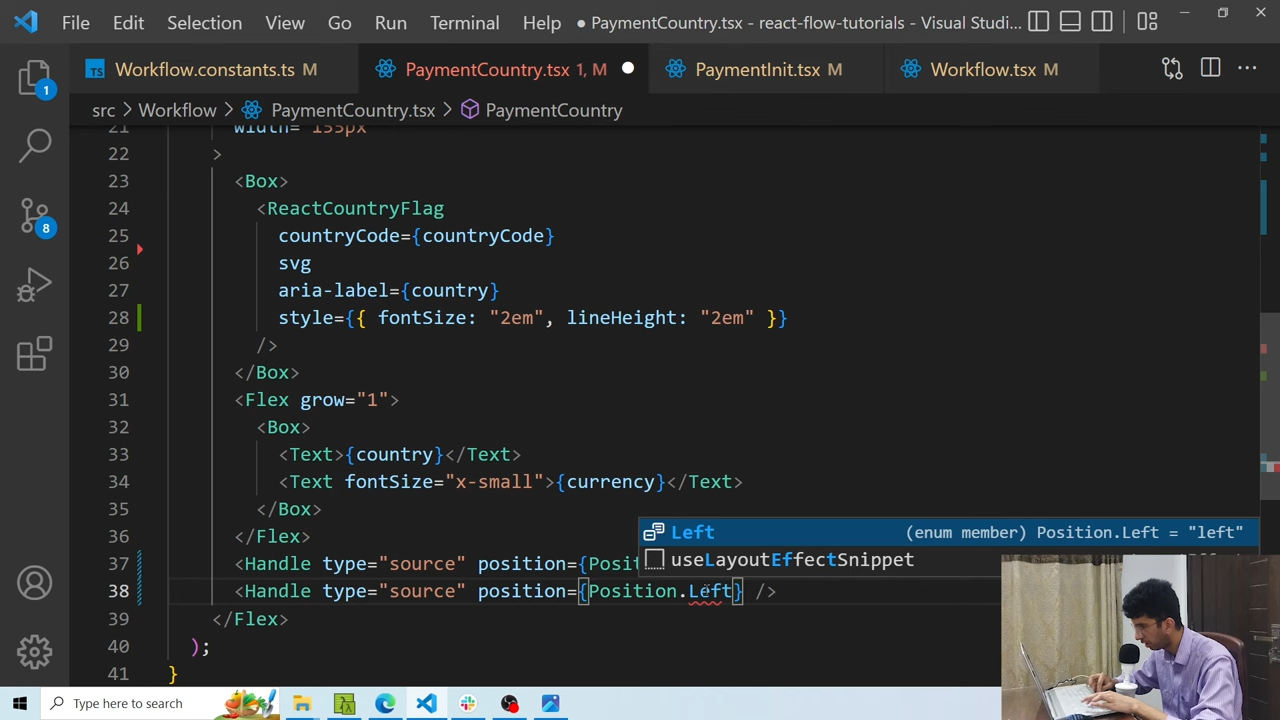 File Edit Selection View Go Run Terminal Help ● PaymentCountry.tsx - react-flow-tutorials - Visual Studi...
TS Workflow.constants.ts M PaymentCountry.tsx 1, M PaymentInit.tsx M Workflow.tsx M
src > Workflow > PaymentCountry.tsx > PaymentCountry
21 width="155px"
22 >
23 <Box>
24 <ReactCountryFlag
25 countryCode={countryCode}
26 svg
27 aria-label={country}
28 style={{ fontSize: "2em", lineHeight: "2em" }}
29 />
30 </Box>
31 <Flex grow="1">
32 <Box>
33 <Text>{country}</Text>
34 <Text fontSize="x-small">{currency}</Text>
35 </Box>
36 </Flex>
Left (enum member) Position.Left = "left"
useLayoutEffectSnippet
37 <Handle type="source" position={Posit
38 <Handle type="source" position={Position.Left} />
39 </Flex>
40 );
41 }
1
8
Type here to search